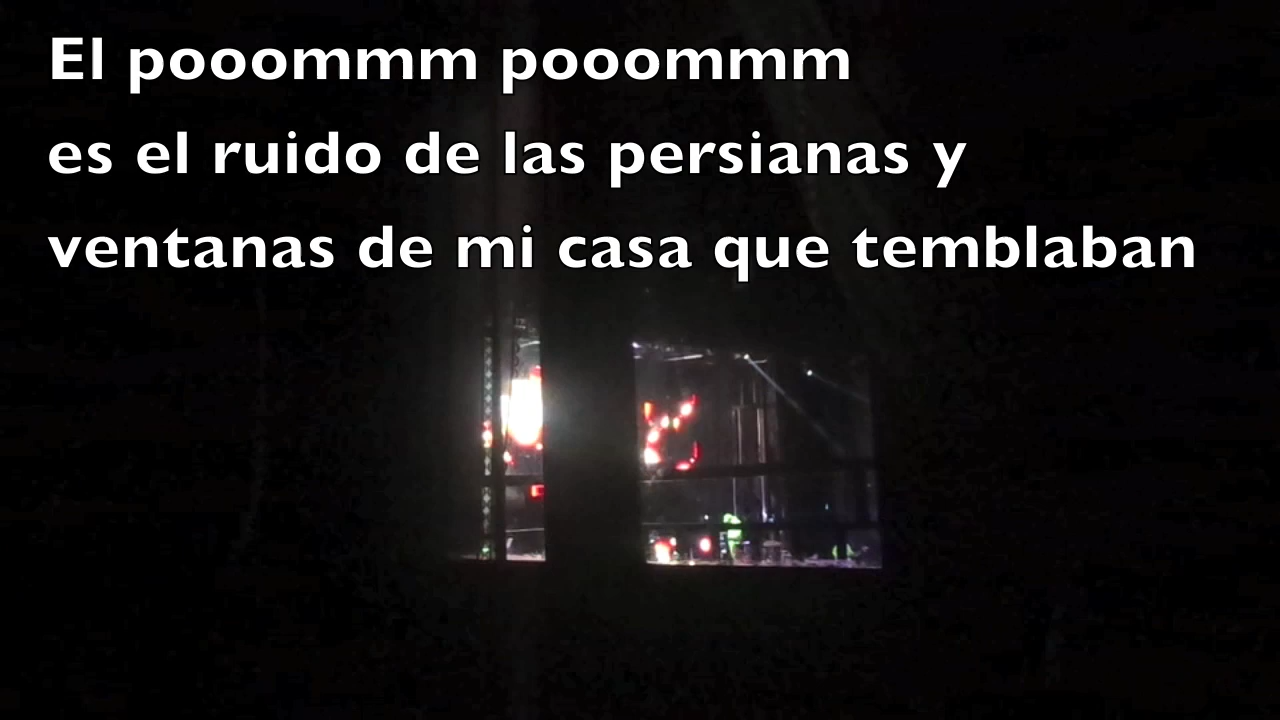 El pooommm pooommm
es el ruido de las persianas y
ventanas de mi casa que temblaban